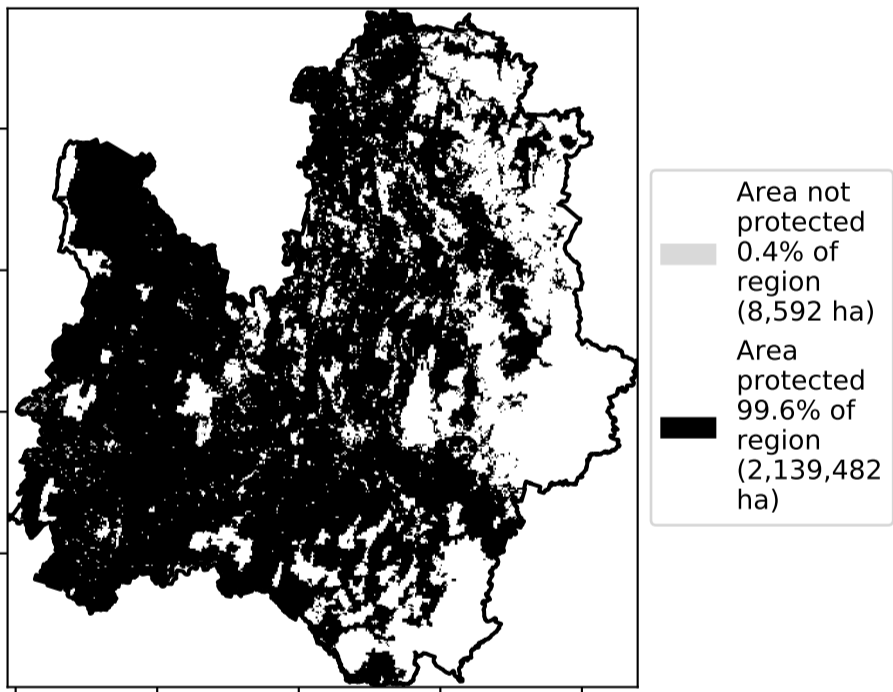 Area not
protected
0.4% of
region
(8,592 ha)
Area
protected
99.6% of
region
(2,139,482
ha)